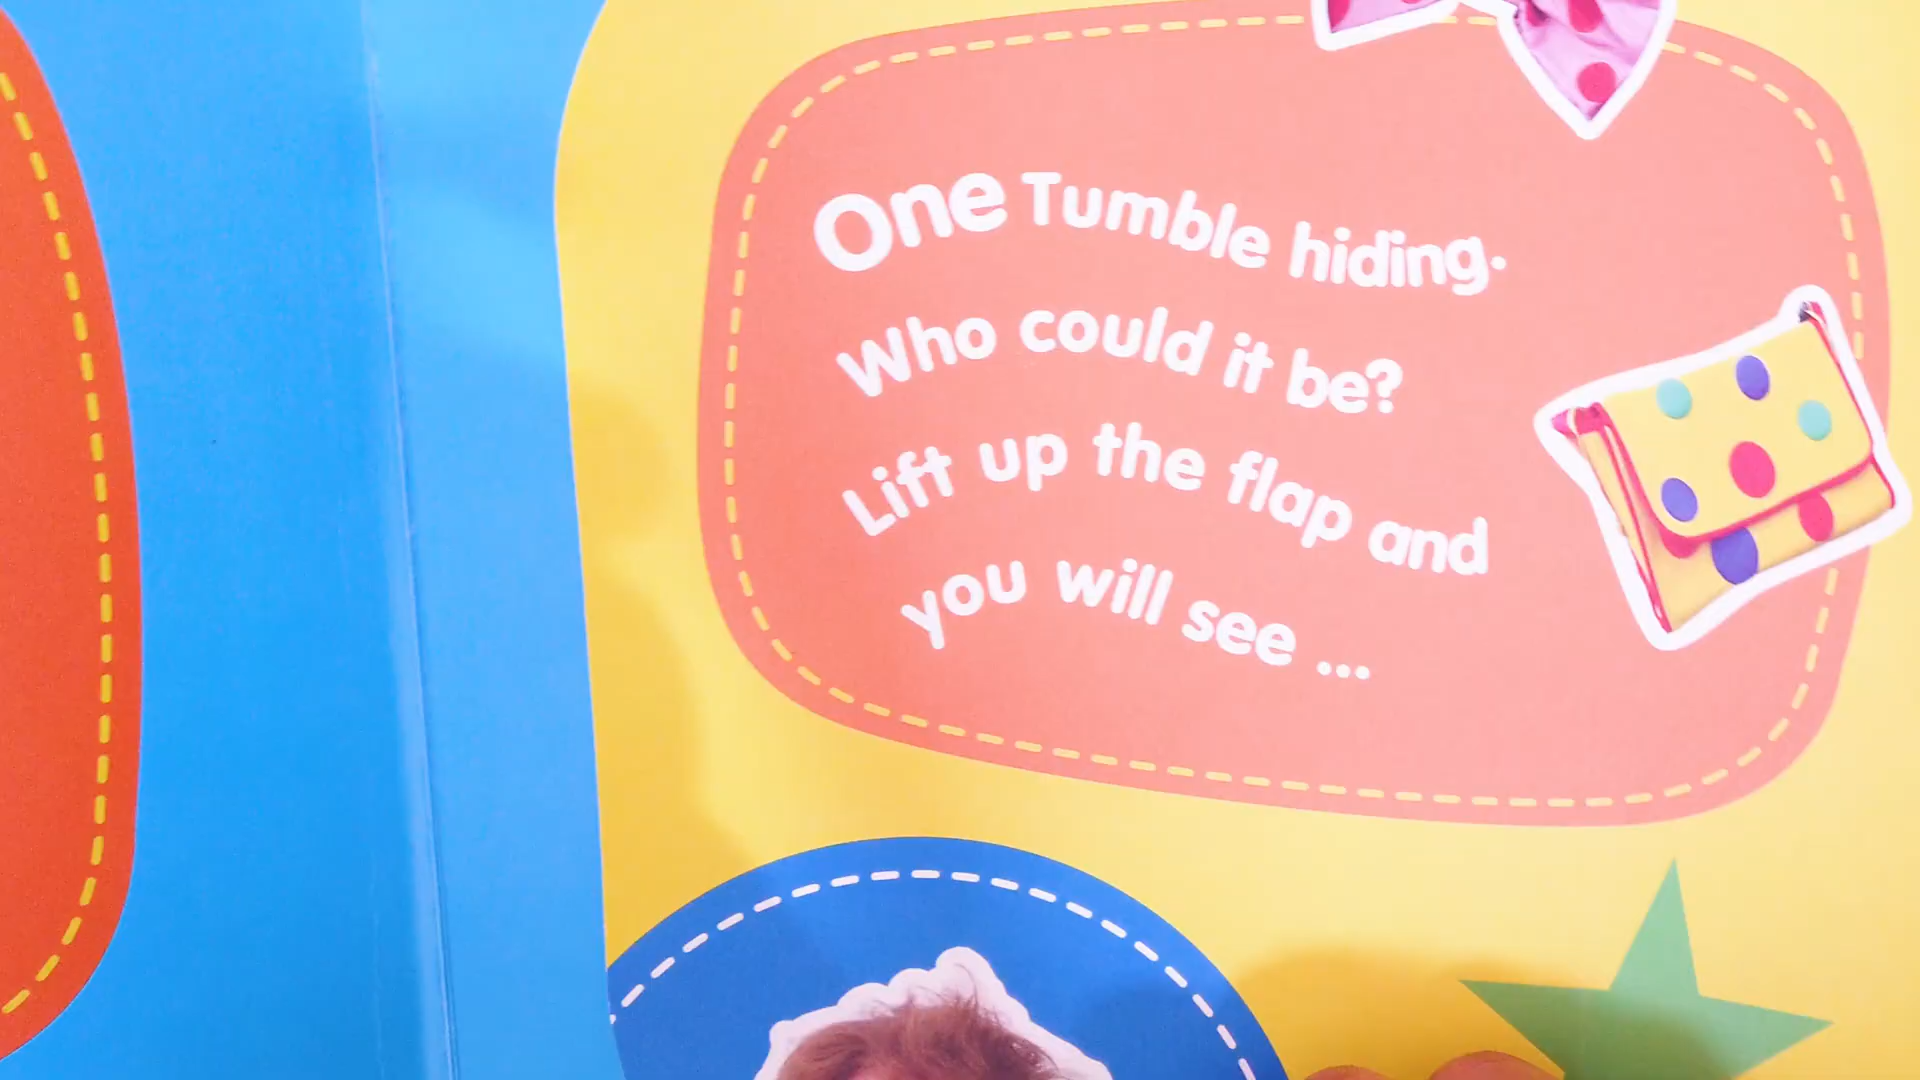 One Tumble hiding.
Who could it be?
Lift up the flap and
you will see ...